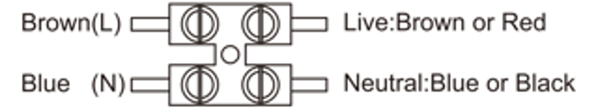 Brown(L) Live:Brown or Red
Blue (N) Neutral:Blue or Black